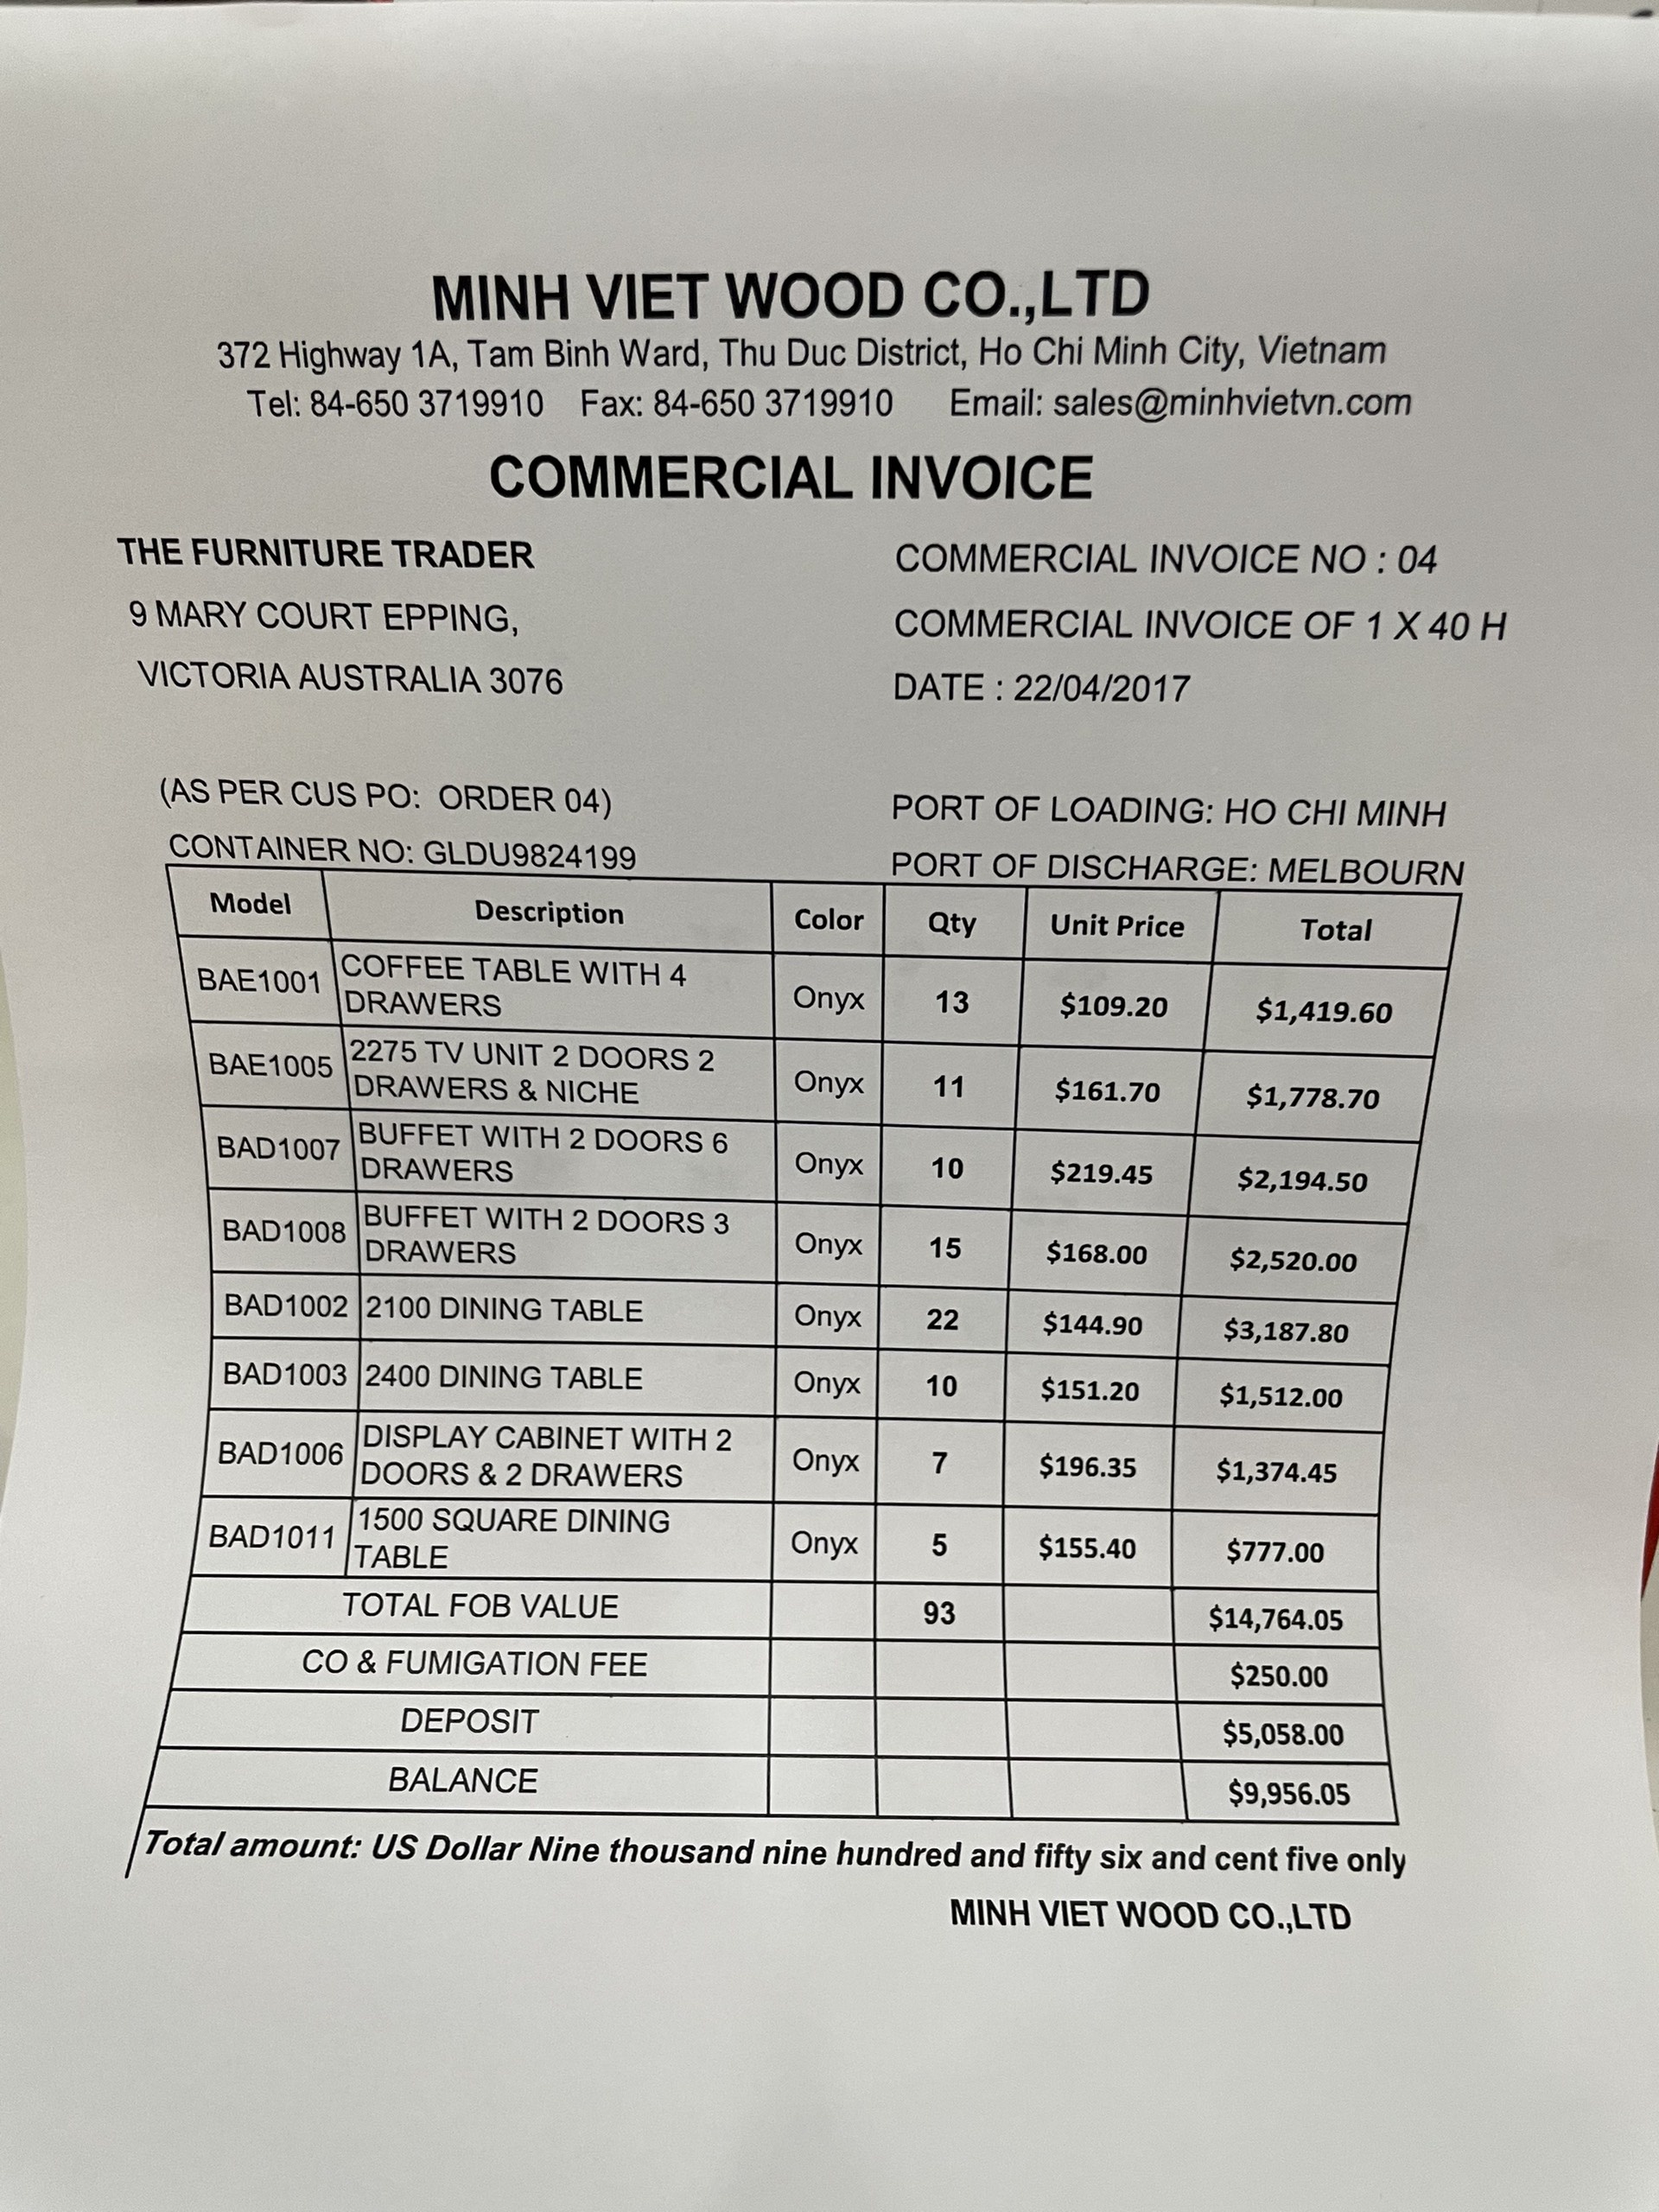 MINH VIET WOOD CO.,LTD
372 Highway 1A, Tam Binh Ward, Thu Duc District, Ho Chi Minh City, Vietnam
Tel: 84-650 3719910 Fax: 84-650 3719910 Email: sales@minhvietvn.com
COMMERCIAL INVOICE
THE FURNITURE TRADER
9 MARY COURT EPPING,
VICTORIA AUSTRALIA 3076
COMMERCIAL INVOICE NO : 04
COMMERCIAL INVOICE OF 1 X 40 H
DATE : 22/04/2017
(AS PER CUS PO: ORDER 04)
CONTAINER NO: GLDU9824199
PORT OF LOADING: HO CHI MINH
PORT OF DISCHARGE: MELBOURN
Model Description Color Qty Unit Price Total
BAE1001 COFFEE TABLE WITH 4 DRAWERS Onyx 13 $109.20 $1,419.60
BAE1005 2275 TV UNIT 2 DOORS 2 DRAWERS & NICHE Onyx 11 $161.70 $1,778.70
BAD1007 BUFFET WITH 2 DOORS 6 DRAWERS Onyx 10 $219.45 $2,194.50
BAD1008 BUFFET WITH 2 DOORS 3 DRAWERS Onyx 15 $168.00 $2,520.00
BAD1002 2100 DINING TABLE Onyx 22 $144.90 $3,187.80
BAD1003 2400 DINING TABLE Onyx 10 $151.20 $1,512.00
BAD1006 DISPLAY CABINET WITH 2 DOORS & 2 DRAWERS Onyx 7 $196.35 $1,374.45
BAD1011 1500 SQUARE DINING TABLE Onyx 5 $155.40 $777.00
TOTAL FOB VALUE 93 $14,764.05
CO & FUMIGATION FEE $250.00
DEPOSIT $5,058.00
BALANCE $9,956.05
Total amount: US Dollar Nine thousand nine hundred and fifty six and cent five only
MINH VIET WOOD CO.,LTD